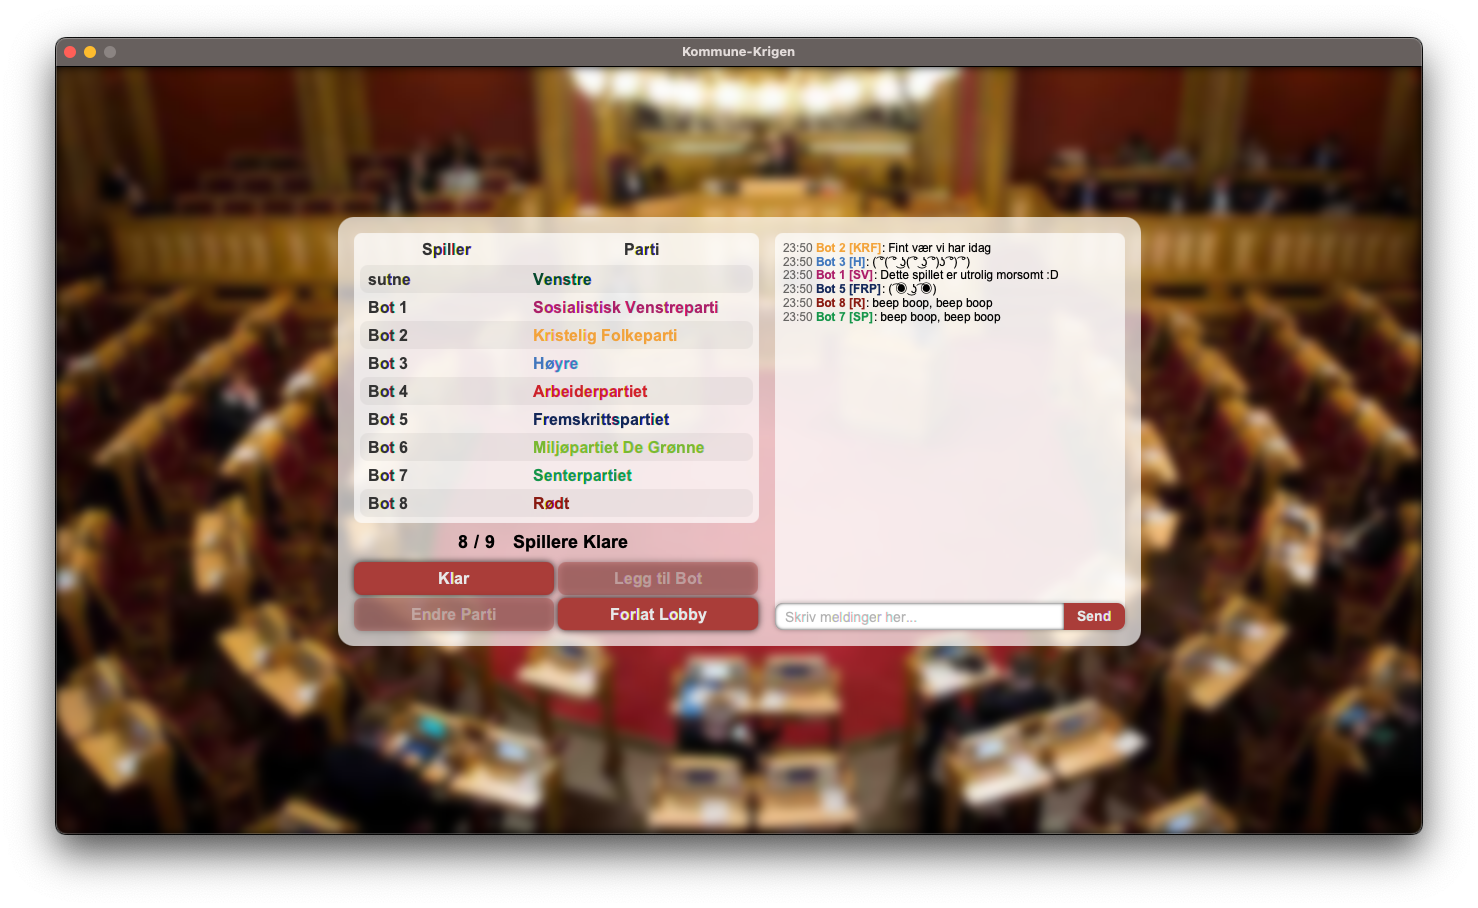 Kommune-Krigen
Spiller Parti
sutne Venstre
Bot 1 Sosialistisk Venstreparti
Bot 2 Kristelig Folkeparti
Bot 3 Høyre
Bot 4 Arbeiderpartiet
Bot 5 Fremskrittspartiet
Bot 6 Miljøpartiet De Grønne
Bot 7 Senterpartiet
Bot 8 Rødt
8 / 9 Spillere Klare
Klar Legg til Bot
Endre Parti Forlat Lobby
23:50 Bot 2 [KRF]: Fint vær vi har idag
23:50 Bot 3 [H]: ( ͡°( ͡° ͜ʖ( ͡° ͜ʖ ͡°)ʖ ͡°) ͡°)
23:50 Bot 1 [SV]: Dette spillet er utrolig morsomt :D
23:50 Bot 5 [FRP]: ( ͡◉ ͜ʖ ͡◉)
23:50 Bot 8 [R]: beep boop, beep boop
23:50 Bot 7 [SP]: beep boop, beep boop
Skriv meldinger her... Send